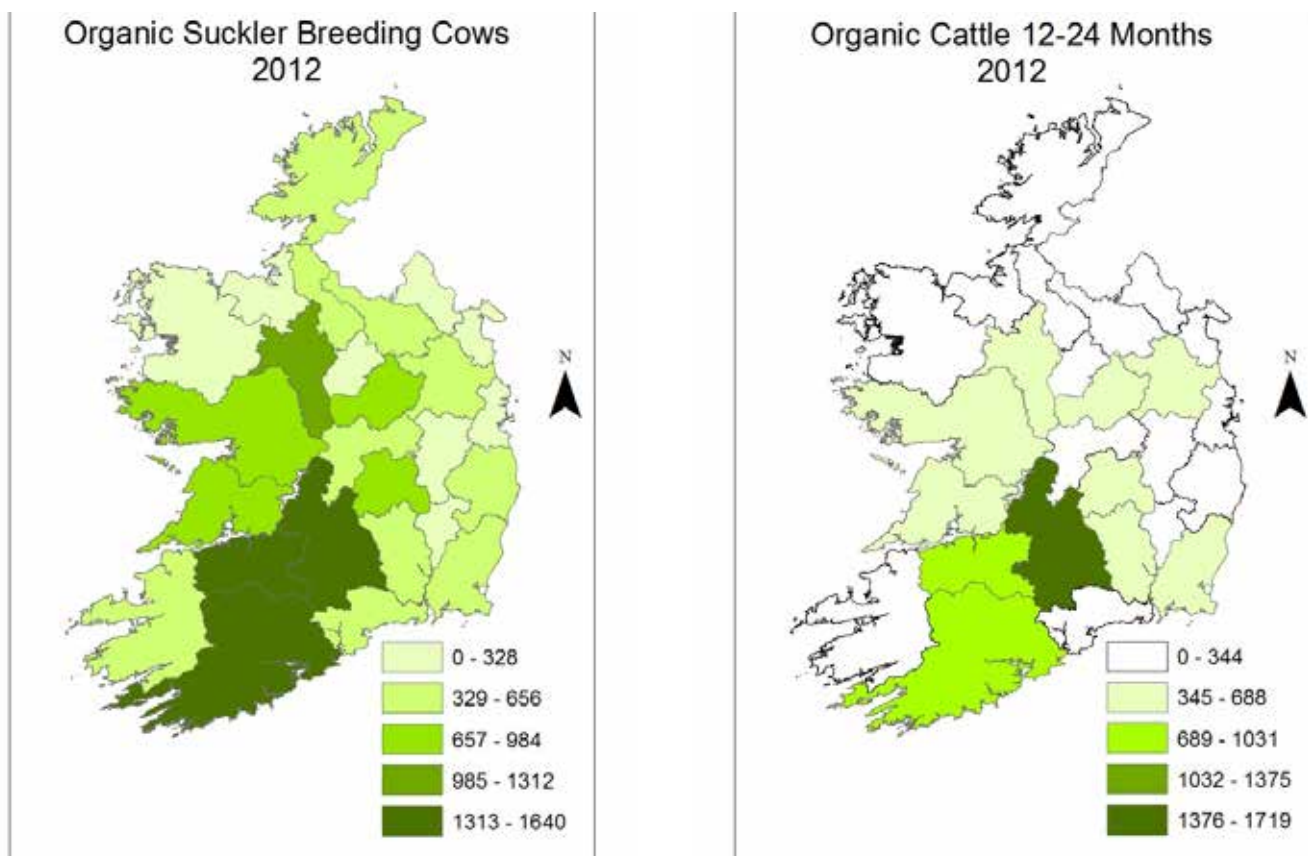 Organic Suckler Breeding Cows
2012
N
0 - 328
329 - 656
657 - 984
985 - 1312
1313 - 1640
Organic Cattle 12-24 Months
2012
N
0 - 344
345 - 688
689 - 1031
1032 - 1375
1376 - 1719